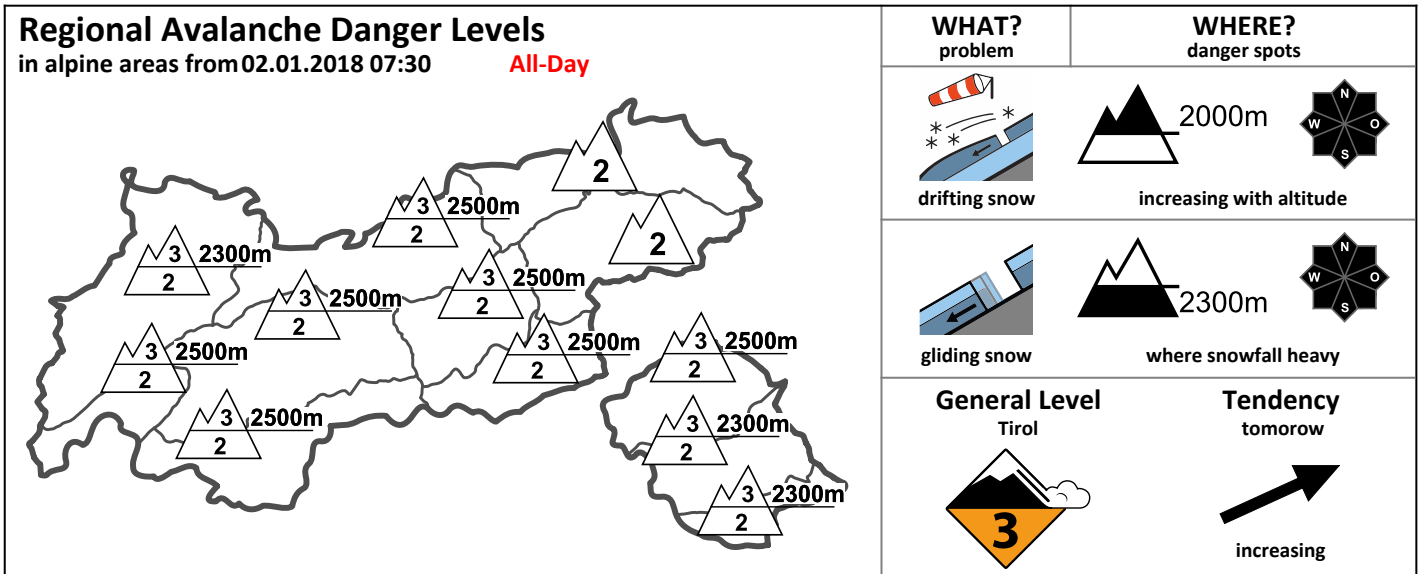 Regional Avalanche Danger Levels
in alpine areas from 02.01.2018 07:30 All-Day
2
3 2500m
2
2
3 2300m
2
3 2500m
2
3 2500m
2
3 2500m
2
3 2500m
2
3 2500m
2
3 2500m
2
3 2300m
2
3 2300m
2
3 2500m
2
WHAT?
problem
WHERE?
danger spots
drifting snow
2000m
N
W O
S
increasing with altitude
gliding snow
2300m
N
W O
S
where snowfall heavy
General Level
Tirol
3
Tendency
tomorow
increasing